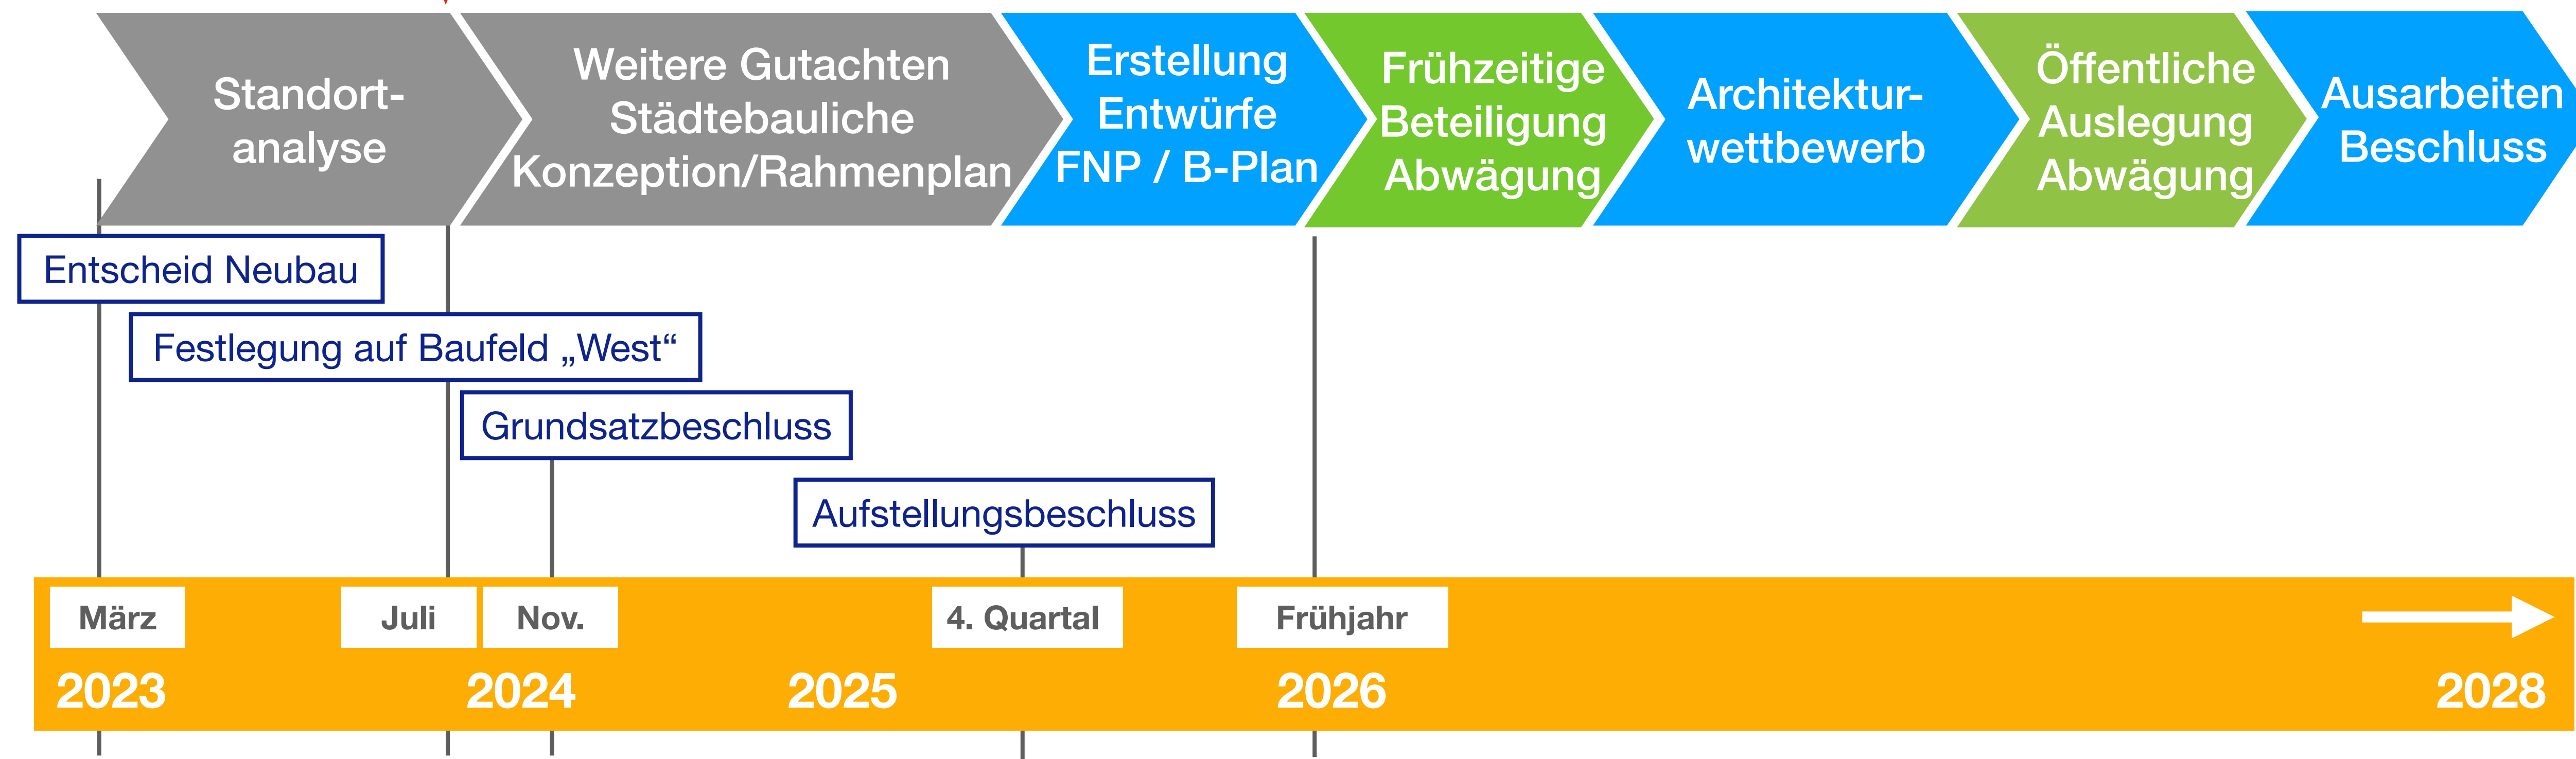 Standort-
analyse
Weitere Gutachten
Städtebauliche
Konzeption/Rahmenplan
Erstellung
Entwürfe
FNP / B-Plan
Frühzeitige
Beteiligung
Abwägung
Architektur-
wettbewerb
Öffentliche
Auslegung
Abwägung
Ausarbeiten
Beschluss
Entscheid Neubau
Festlegung auf Baufeld „West“
Grundsatzbeschluss
Aufstellungsbeschluss
März
Juli
Nov.
4. Quartal
Frühjahr
2023
2024
2025
2026
2028